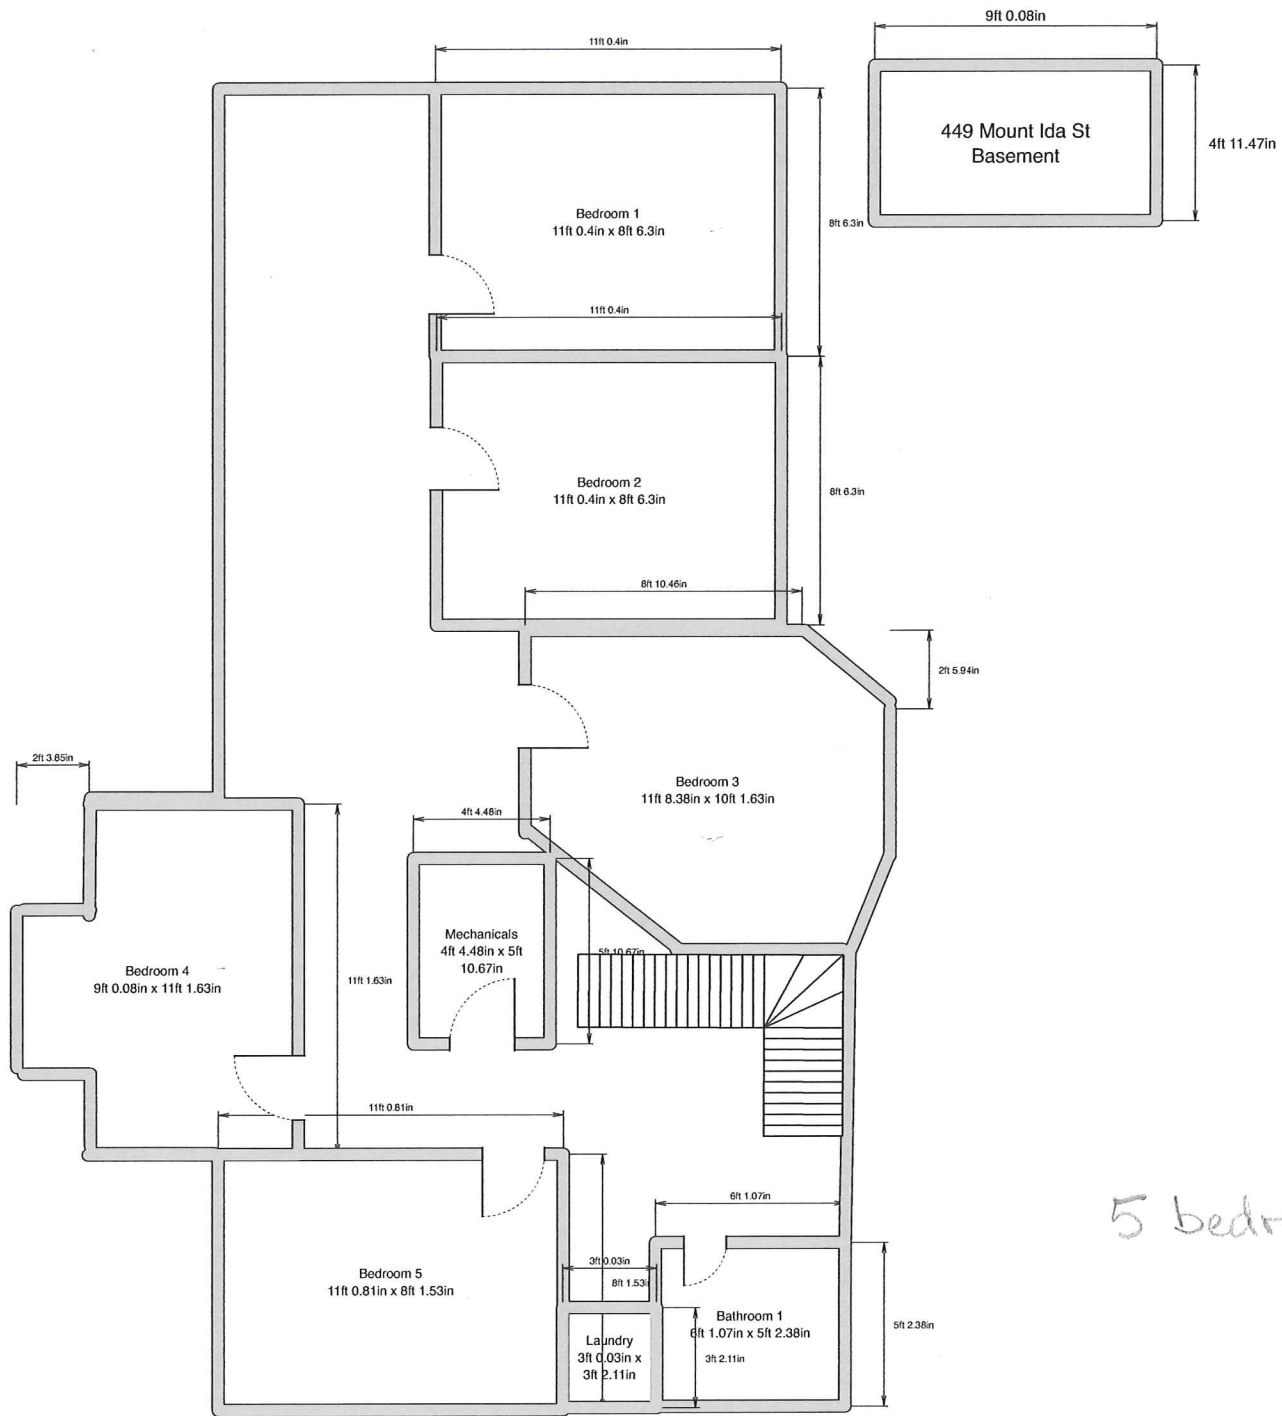 11ft 0.4in
9ft 0.08in
449 Mount Ida St
Basement
4ft 11.47in
Bedroom 1
11ft 0.4in x 8ft 6.3in
8ft 6.3in
11ft 0.4in
Bedroom 2
11ft 0.4in x 8ft 6.3in
8ft 6.3in
8ft 10.46in
2ft 5.94in
2ft 3.85in
Bedroom 3
11ft 8.38in x 10ft 1.63in
4ft 4.48in
Mechanicals
4ft 4.48in x 5ft
10.67in
5ft 10.67in
Bedroom 4
9ft 0.08in x 11ft 1.63in
11ft 1.63in
11ft 0.81in
6ft 1.07in
5 bedr
3ft 0.03in
8ft 1.53in
Bedroom 5
11ft 0.81in x 8ft 1.53in
Bathroom 1
6ft 1.07in x 5ft 2.38in
5ft 2.38in
Laundry
3ft 0.03in x
3ft 2.11in
3ft 2.11in